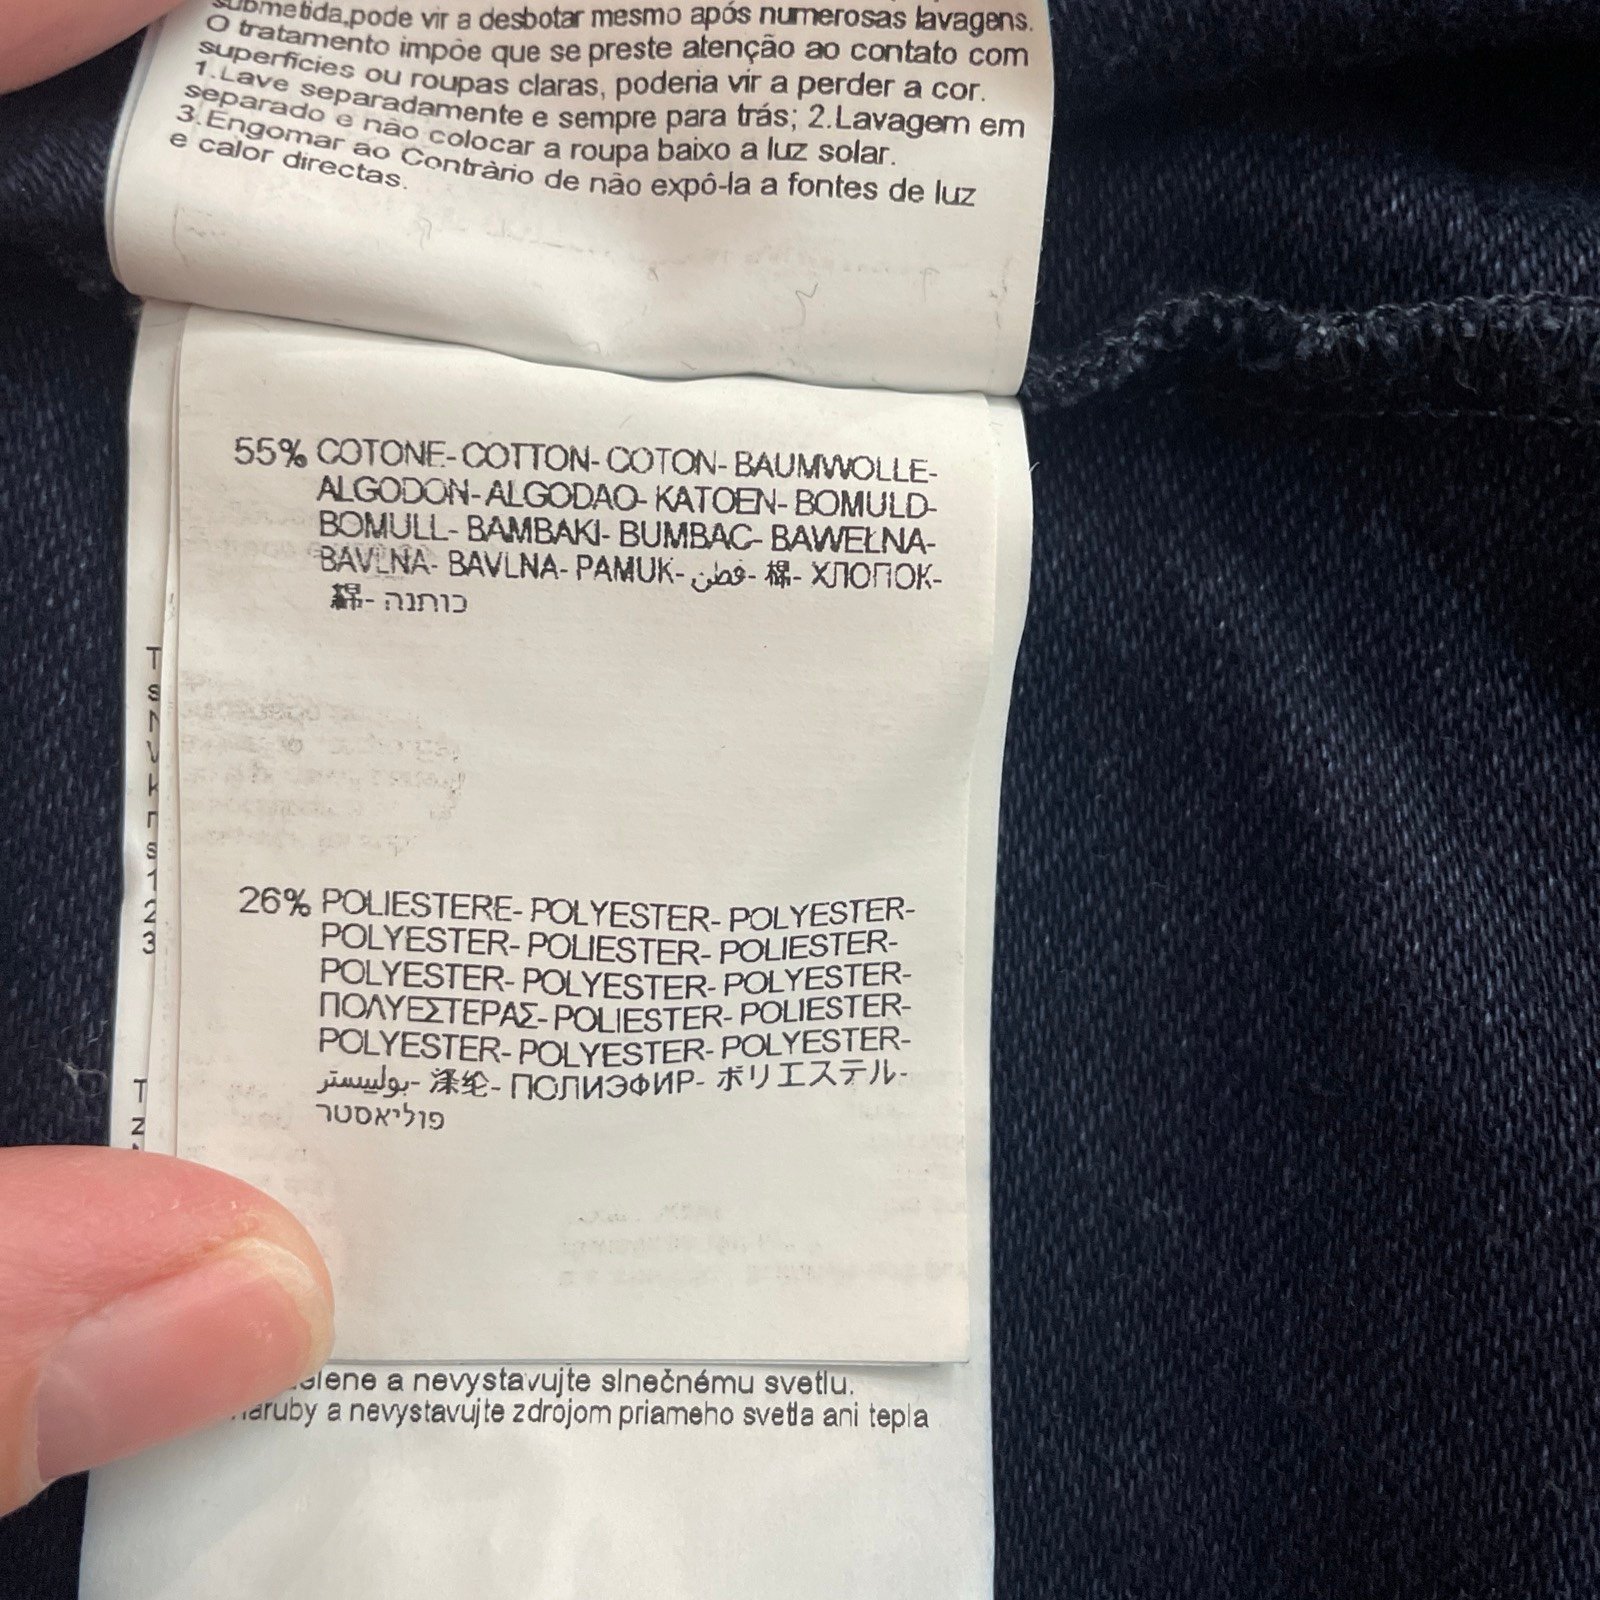 submetida,pode vir a desbotar mesmo após numerosas lavagens.
O tratamento impõe que se preste atenção ao contato com
superfícies ou roupas claras, poderia vir a perder a cor.
1.Lave separadamente e sempre para trás; 2.Lavagem em
separado e não colocar a roupa baixo a luz solar.
3.Engomar ao Contràrio de não expô-la a fontes de luz
e calor directas.
55% COTONE- COTTON- COTON- BAUMWOLLE-
ALGODON- ALGODAO- KATOEN- BOMULD-
BOMULL- BAMBAKI- BUMBAC- BAWEŁNA-
BAVLNA- BAVLNA- PAMUK- قطن- 棉- ХЛОПОК-
綿- כותנה
26% POLIESTERE- POLYESTER- POLYESTER-
POLYESTER- POLIESTER- POLIESTER-
POLYESTER- POLYESTER- POLYESTER-
ΠΟΛΥΕΣΤΕΡΑΣ- POLIESTER- POLIESTER-
POLYESTER- POLYESTER- POLYESTER-
بولييستر- 涤纶- ПОЛИЭФИР- ポリエステル-
פוליאסטר
a nevystavujte slnečnému svetlu.
a nevystavujte zdrojom priameho svetla ani tepla